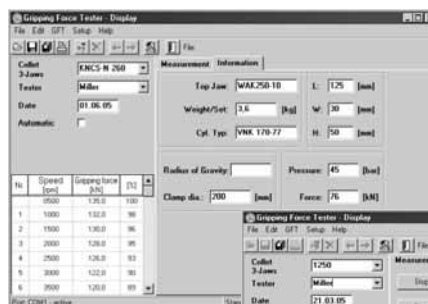 Gripping Force Tester - Display
File Edit GFT Setup Help
File
Collet
3-Jaws
KNCS-N 260
Tester
Miller
Date
01.06.05
Automatic
Measurement Information
Top Jaw: WAK250-10
Weight/Set: 3,6 [kg]
Cyl. Typ: VNK 170-77
L: 125 [mm]
W: 30 [mm]
H: 50 [mm]
Radius of Gravity:
Clamp dia.: 200 [mm]
Pressure: 45 [bar]
Force: 76 [kN]
Nr. Speed [rpm] Gripping force [kN] [%]
0500 135,0 100
1 1000 132,0 98
2 1500 130,0 96
3 2000 128,0 95
4 2500 126,0 93
5 3000 122,0 90
6 3500 120,0 89
Port: COM1 - active
Gripping Force Tester - Display
File Edit GFT Setup Help
Collet
3-Jaws
1250
Tester
Miller
Date
21.03.05